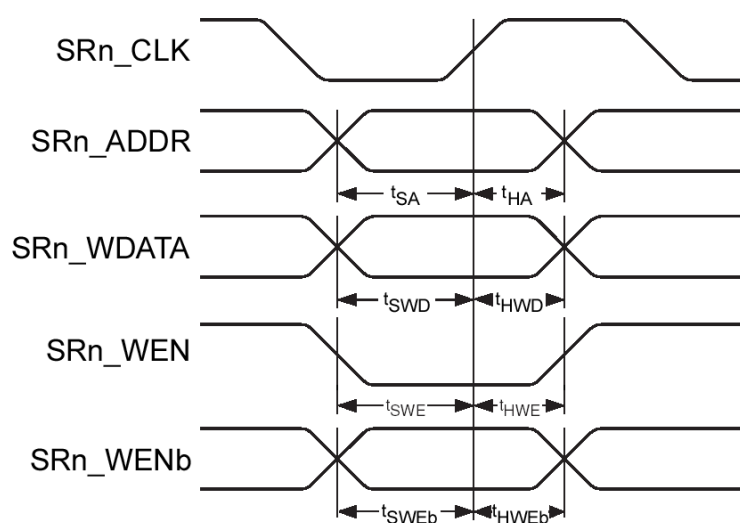 SRn_CLK
SRn_ADDR
tSA tHA
SRn_WDATA
tSWD tHWD
SRn_WEN
tSWE tHWE
SRn_WENb
tSWEb tHWEb